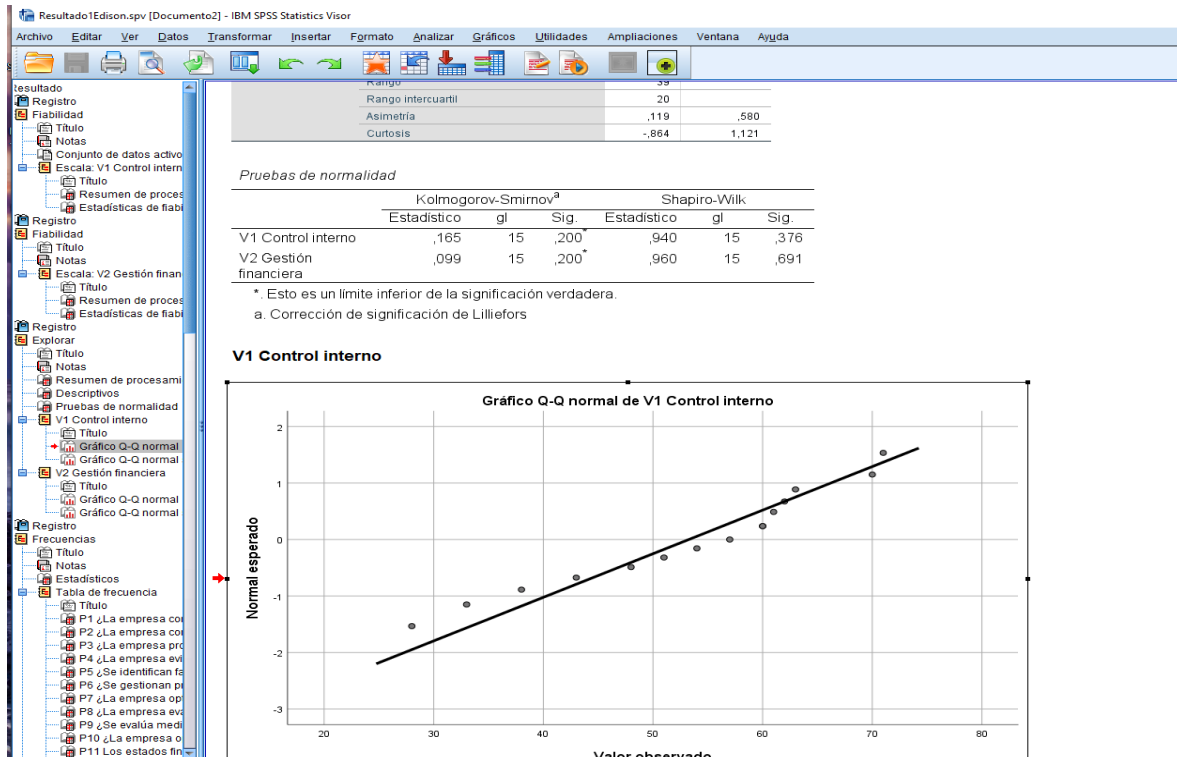 Resultado1Edison.spv [Documento2] - IBM SPSS Statistics Visor
Archivo Editar Ver Datos Transformar Insertar Formato Analizar Gráficos Utilidades Ampliaciones Ventana Ayuda
esultado
Registro
Fiabilidad
Título
Notas
Conjunto de datos activo
Escala: V1 Control intern
Título
Resumen de proces
Estadísticas de fiabi
Registro
Fiabilidad
Título
Notas
Escala: V2 Gestión finan
Título
Resumen de proces
Estadísticas de fiabi
Registro
Explorar
Título
Notas
Resumen de procesami
Descriptivos
Pruebas de normalidad
V1 Control interno
Título
Gráfico Q-Q normal
Gráfico Q-Q normal
V2 Gestión financiera
Título
Gráfico Q-Q normal
Gráfico Q-Q normal
Registro
Frecuencias
Título
Notas
Estadísticos
Tabla de frecuencia
Título
P1 ¿La empresa cor
P2 ¿La empresa cor
P3 ¿La empresa pro
P4 ¿La empresa evi
P5 ¿Se identifican fa
P6 ¿Se gestionan pr
P7 ¿La empresa opt
P8 ¿La empresa eva
P9 ¿Se evalúa medi
P10 ¿La empresa o
P11 Los estados fin
Rango 39
Rango intercuartil 20
Asimetría ,119 ,580
Curtosis -,864 1,121
Pruebas de normalidad
Kolmogorov-Smirnov^a Shapiro-Wilk
Estadístico gl Sig. Estadístico gl Sig.
V1 Control interno ,165 15 ,200* ,940 15 ,376
V2 Gestión ,099 15 ,200* ,960 15 ,691
financiera
*. Esto es un límite inferior de la significación verdadera.
a. Corrección de significación de Lilliefors
V1 Control interno
Gráfico Q-Q normal de V1 Control interno
Normal esperado
2
1
0
-1
-2
-3
20 30 40 50 60 70 80
Valor observado